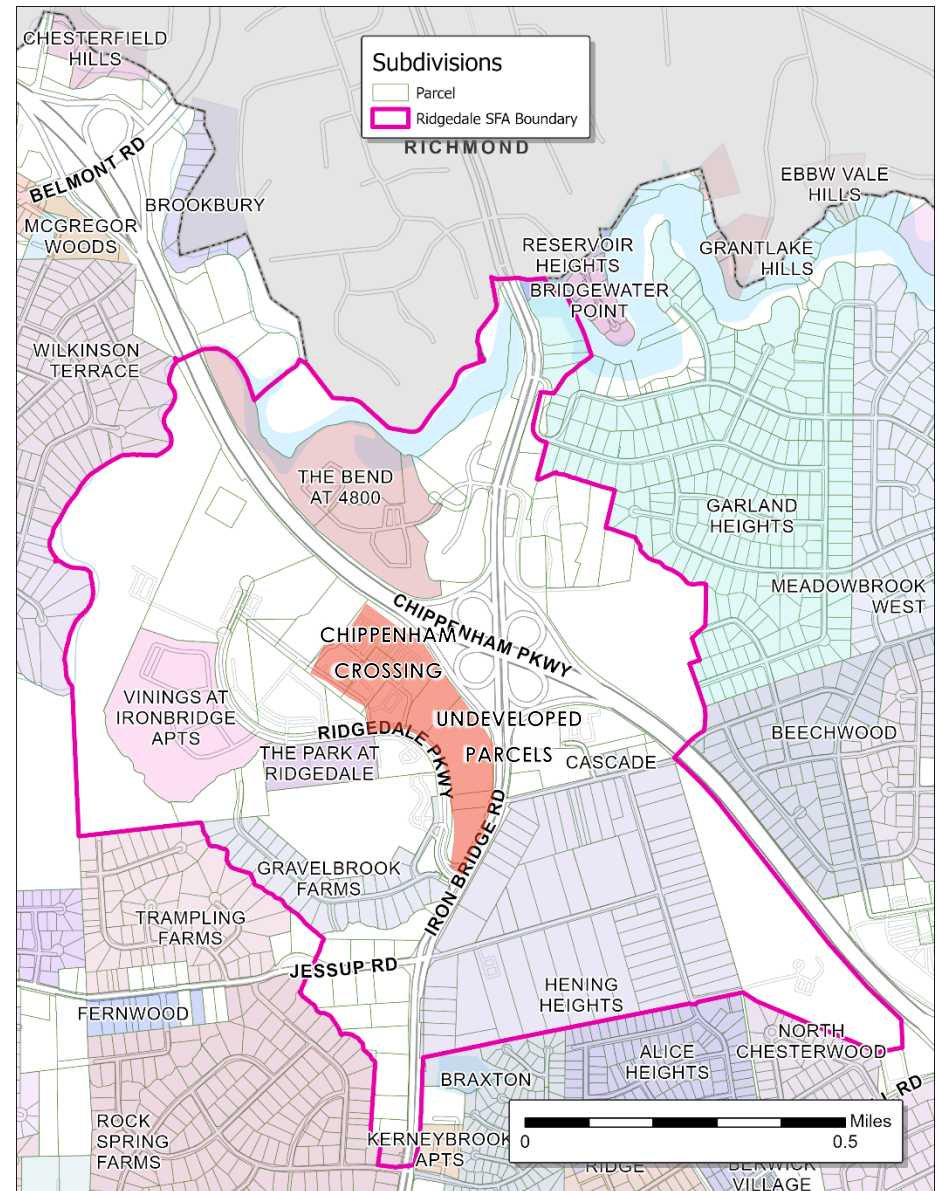 CHESTERFIELD
HILLS
Subdivisions
Parcel
Ridgedale SFA Boundary
RICHMOND
BELMONT RD
BROOKBURY
MCGREGOR
WOODS
EBBW VALE
HILLS
RESERVOIR
HEIGHTS
GRANTLAKE
HILLS
BRIDGEWATER
POINT
WILKINSON
TERRACE
THE BEND
AT 4800
GARLAND
HEIGHTS
MEADOWBROOK
WEST
CHIPPENHAM PKWY
CHIPPENHAM
CROSSING
VININGS AT
IRONBRIDGE
APTS
UNDEVELOPED
PARCELS
RIDGEDALE PKWY
THE PARK AT
RIDGEDALE
CASCADE
BEECHWOOD
IRON BRIDGE RD
GRAVELBROOK
FARMS
TRAMPLING
FARMS
JESSUP RD
HENING
HEIGHTS
FERNWOOD
NORTH
CHESTERWOOD
ALICE
HEIGHTS
BRAXTON
RD
ROCK
SPRING
FARMS
KERNEYBROOK
APTS
Miles
0
0.5
RIDGE
BERWICK
VILLAGE